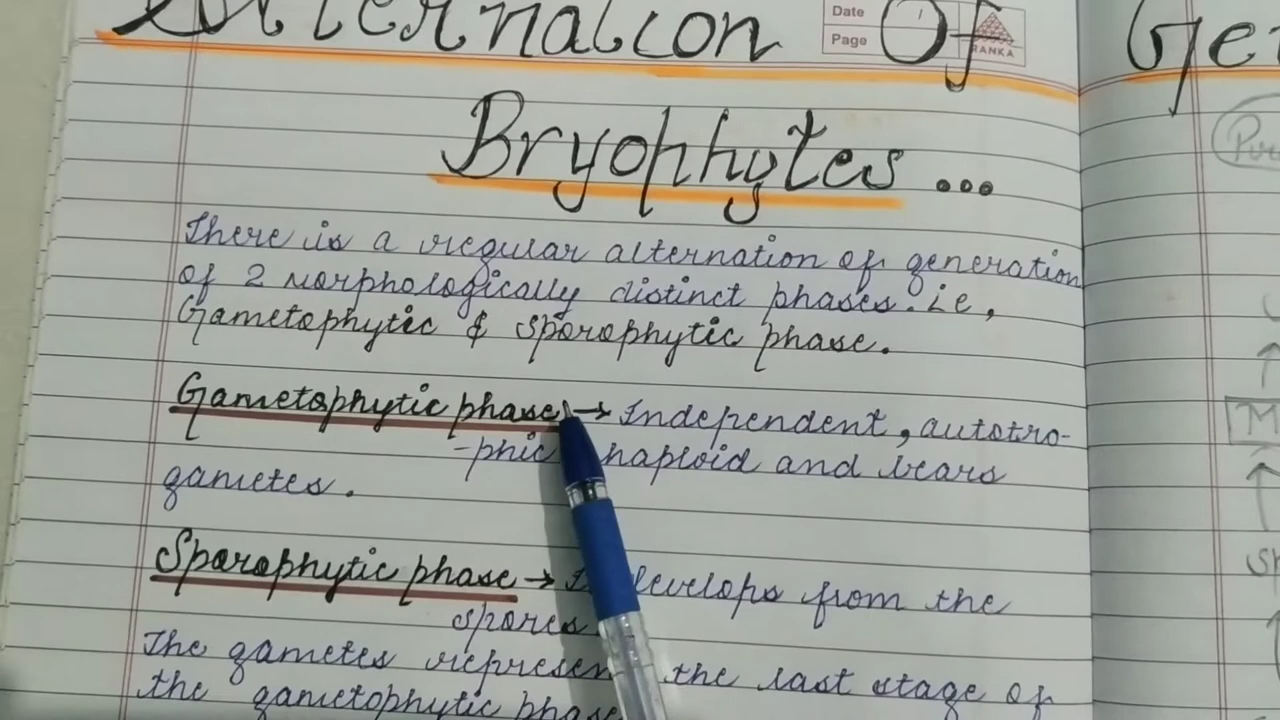 Alternation Of Ge
Date
Page
RANKA
Bryophytes ...
There is a regular alternation of generation
of 2 morphologically distinct phases. i.e,
Gametophytic & sporophytic phase.
Gametophytic phase → Independent, autotro-
-phic haploid and bears
gametes.
Sporophytic phase → develops from the
spores
The gametes represen the last stage of
the gametophytic phase
M